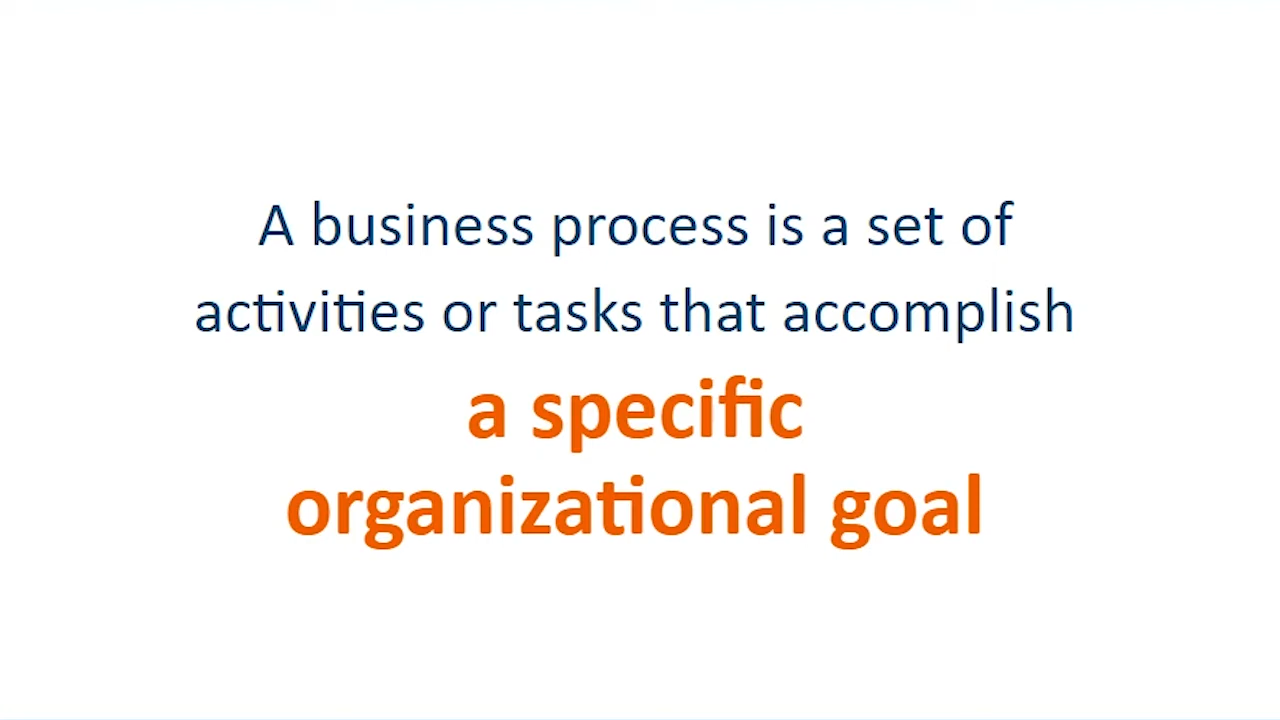 A business process is a set of
activities or tasks that accomplish
a specific
organizational goal